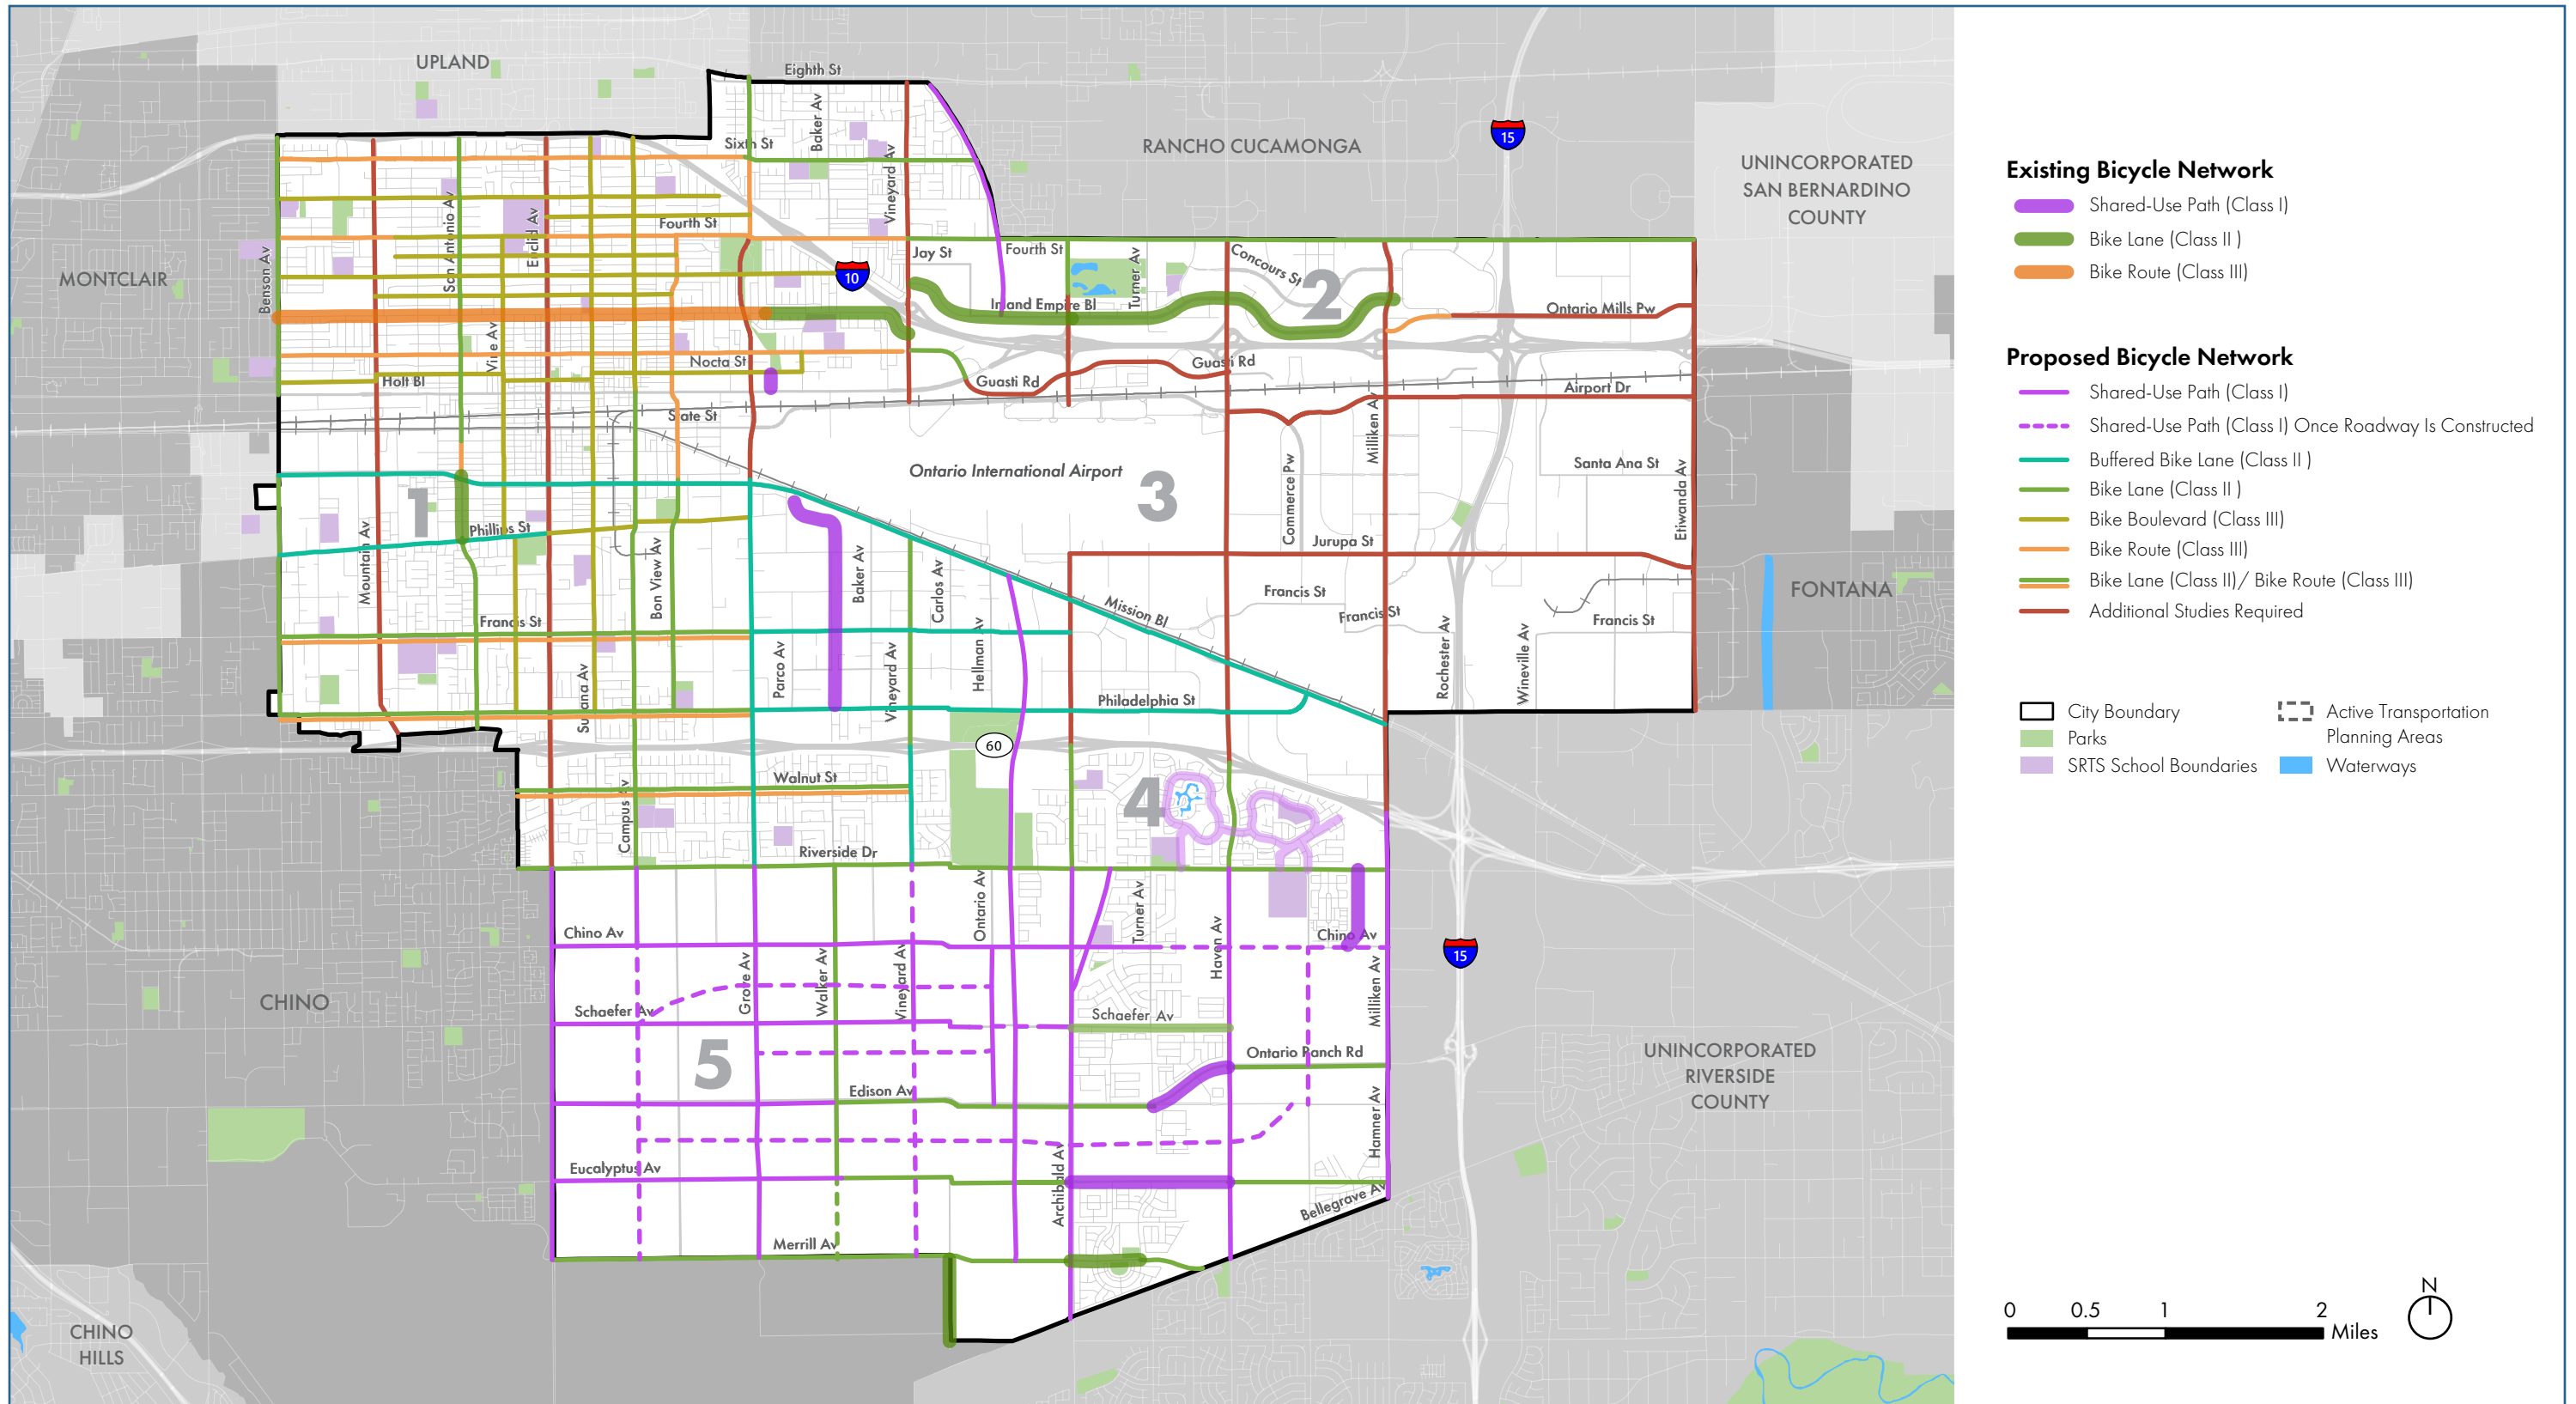 UPLAND
Eighth St
Baker Av
RANCHO CUCAMONGA
15
UNINCORPORATED
SAN BERNARDINO
COUNTY
Sixth St
Vineyard Av
San Antonio Av
Euclid Av
Fourth St
MONTCLAIR
Benson Av
10
Jay St
Fourth St
Turner Av
Concours St
2
Inland Empire Bl
Ontario Mills Pw
Vine Av
Nocta St
Holt Bl
Guasti Rd
Guasti Rd
Airport Dr
State St
Milliken Av
Ontario International Airport
3
Commerce Pw
Santa Ana St
Etiwanda Av
1
Phillips St
Mountain Av
Bon View Av
Baker Av
Carlos Av
Jurupa St
Mission Bl
Francis St
Francis St
Francis St
Francis St
FONTANA
Sultana Av
Parco Av
Vineyard Av
Hellman Av
Philadelphia St
Rochester Av
Wineville Av
60
Walnut St
4
Campus Av
Riverside Dr
Chino Av
Ontario Av
Turner Av
Haven Av
Chino Av
15
Grove Av
Walker Av
Vineyard Av
Milliken Av
CHINO
Schaefer Av
Schaefer Av
5
Ontario Ranch Rd
UNINCORPORATED
RIVERSIDE
COUNTY
Edison Av
Hamner Av
Eucalyptus Av
Archibald Av
Bellegrave Av
Merrill Av
CHINO
HILLS
Existing Bicycle Network
Shared-Use Path (Class I)
Bike Lane (Class II )
Bike Route (Class III)
Proposed Bicycle Network
Shared-Use Path (Class I)
Shared-Use Path (Class I) Once Roadway Is Constructed
Buffered Bike Lane (Class II )
Bike Lane (Class II )
Bike Boulevard (Class III)
Bike Route (Class III)
Bike Lane (Class II)/ Bike Route (Class III)
Additional Studies Required
City Boundary
Parks
SRTS School Boundaries
Active Transportation
Planning Areas
Waterways
N
0 0.5 1 2
Miles